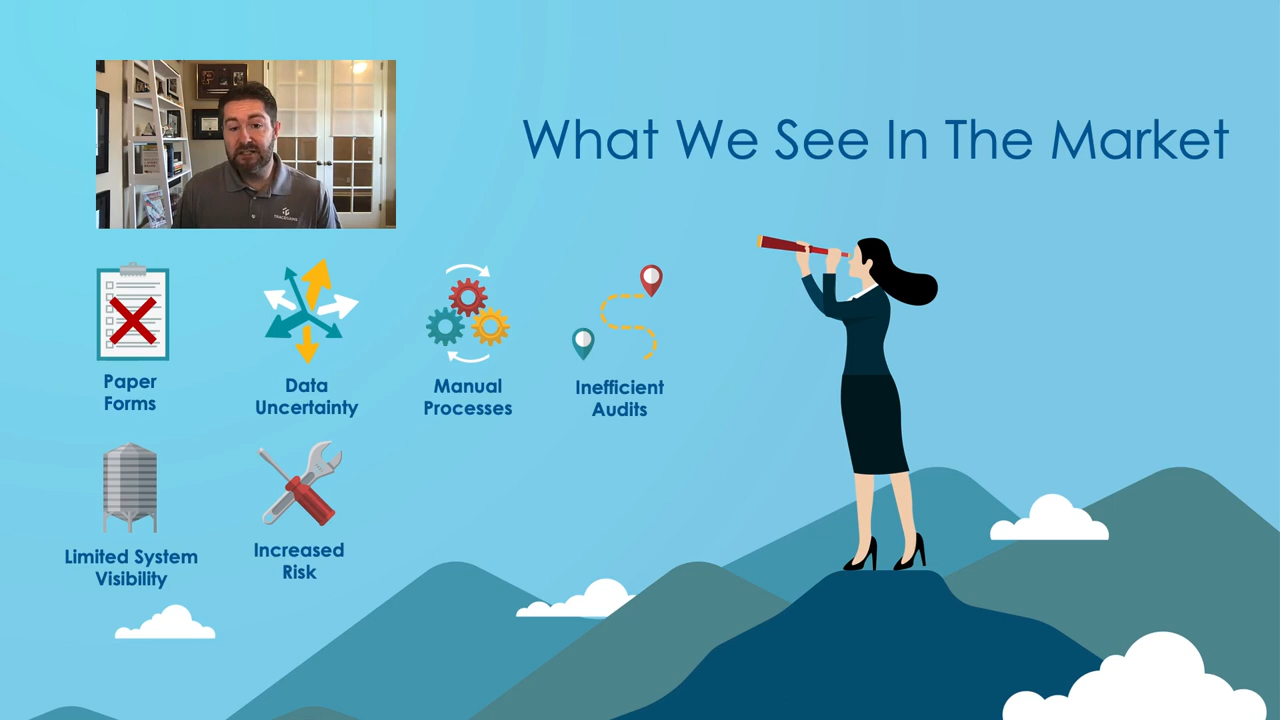 What We See In The Market
TRACEGAINS
Paper
Forms
Data
Uncertainty
Manual
Processes
Inefficient
Audits
Limited System
Visibility
Increased
Risk